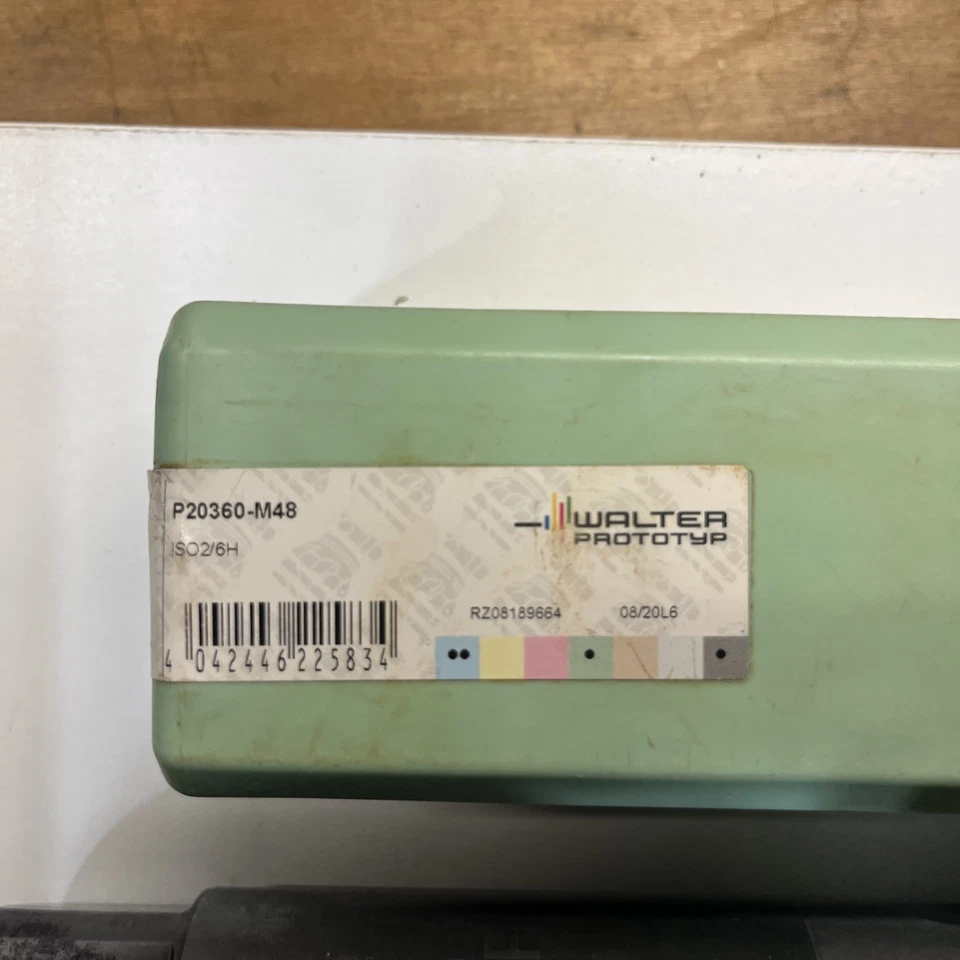 P20360-M48
ISO2/6H
WALTER
PROTOTYP
RZ08189664 08/20L6
4 042446 225834